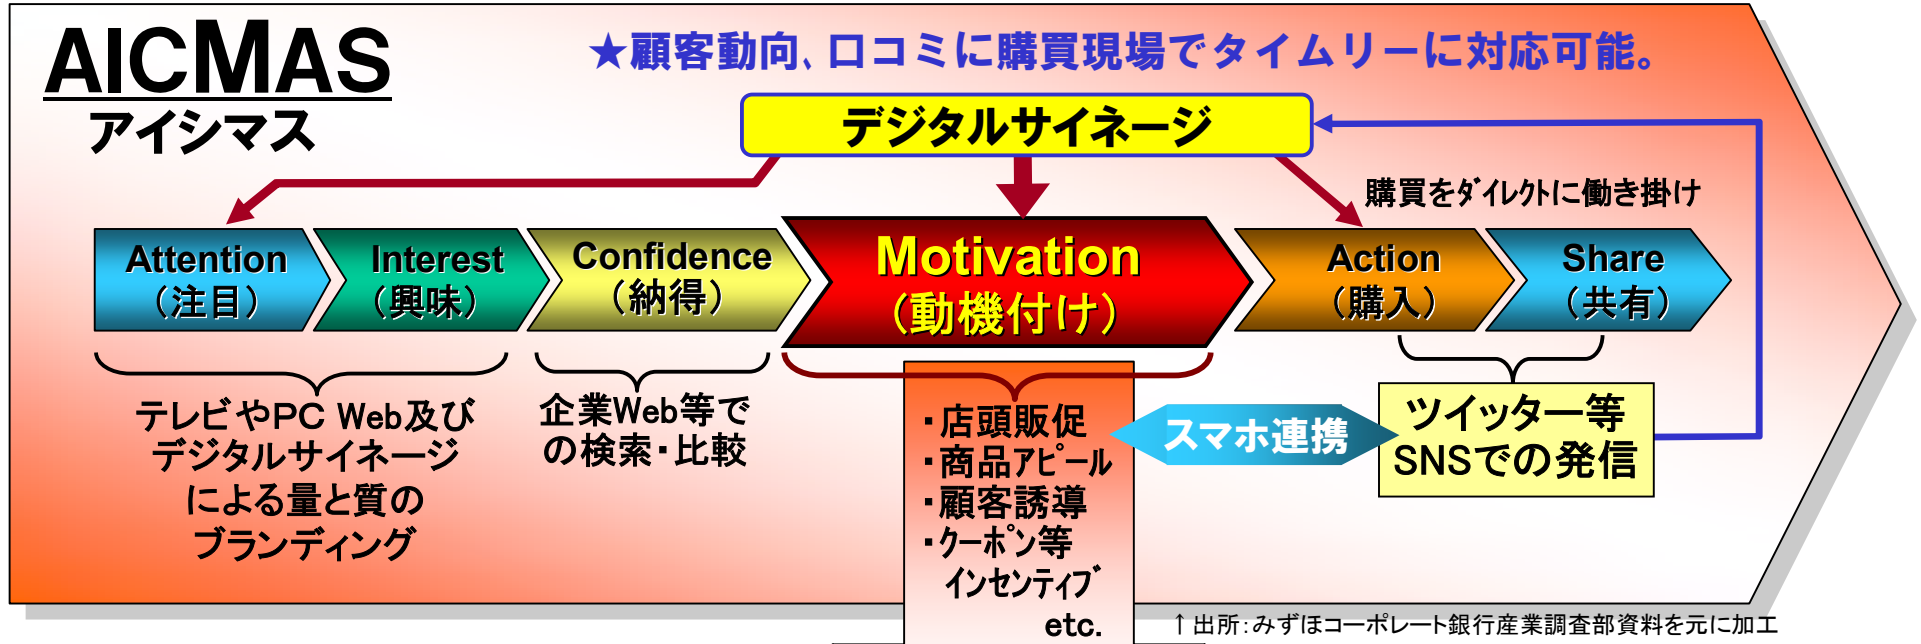 AICMAS
アイシマス
★顧客動向、口コミに購買現場でタイムリーに対応可能。
デジタルサイネージ
購買をダイレクトに働き掛け
Attention
（注目）
Interest
（興味）
Confidence
（納得）
Motivation
（動機付け）
Action
（購入）
Share
（共有）
テレビやPC Web及び
デジタルサイネージ
による量と質の
ブランディング
企業Web等で
の検索・比較
・店頭販促
・商品アピール
・顧客誘導
・クーポン等
インセンティブ
etc.
スマホ連携
ツイッター等
SNSでの発信
↑出所：みずほコーポレート銀行産業調査部資料を元に加工